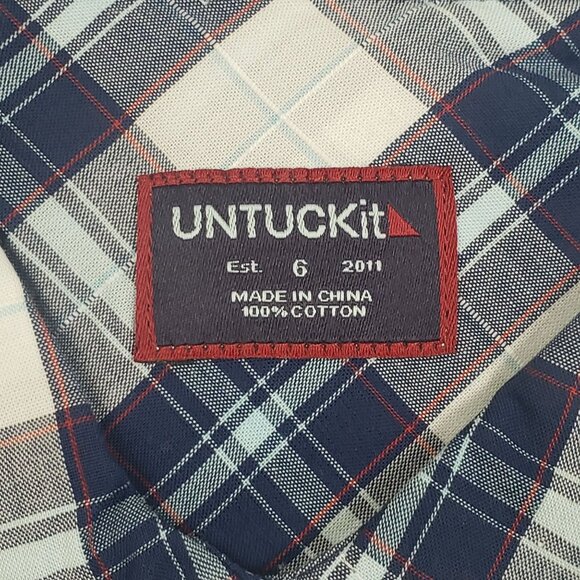 UNTUCKit
Est. 6 2011
MADE IN CHINA
100% COTTON